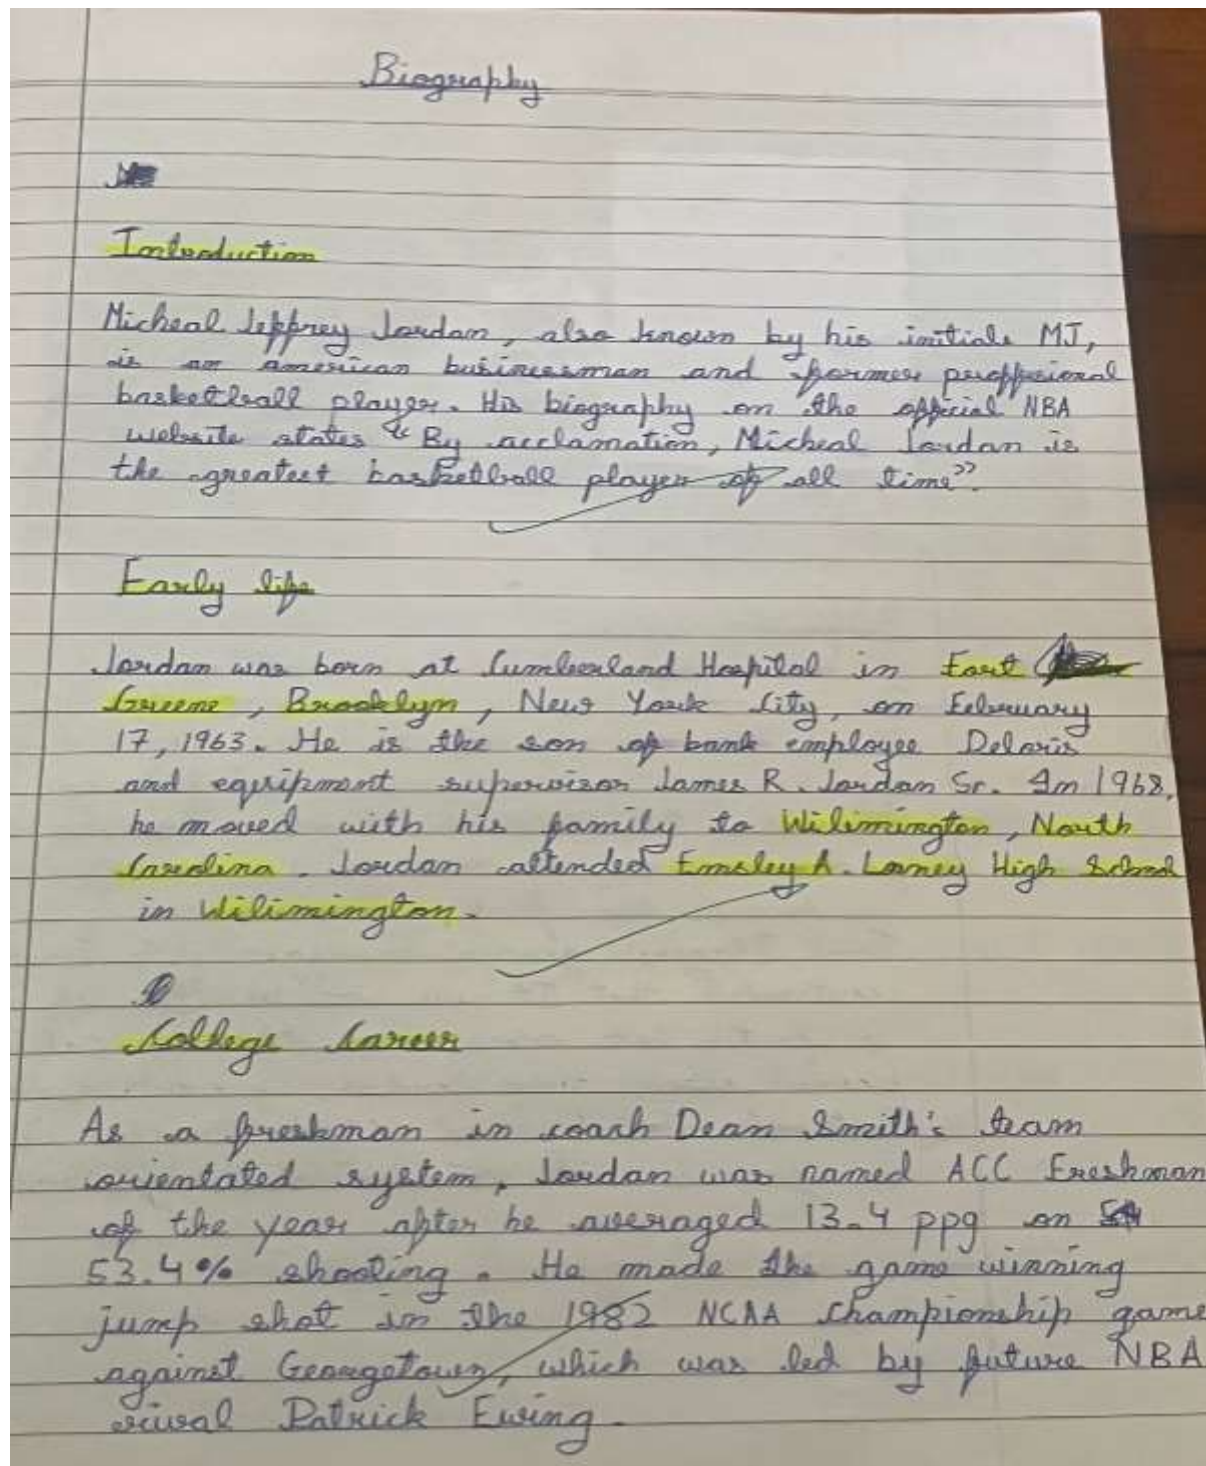 Biography
Introduction
Micheal Jeffrey Jordan, also known by his initials MJ,
is an american businessman and former proffesional
basketball player. His biography on the official NBA
website states “By acclamation, Micheal Jordan is
the greatest basketball player of all time”.
Early life
Jordan was born at Cumberland Hospital in Fort
Greene, Brooklyn, New York City, on February
17, 1963. He is the son of bank employee Deloris
and equipment supervisor James R. Jordan Sr. In 1968,
he moved with his family to Wilimington, North
Carolina. Jordan attended Emsley A. Laney High School
in Wilimington.
College Career
As a freshman in coach Dean Smith's team
orientated system, Jordan was named ACC Freshman
of the year after he averaged 13.4 ppg on
53.4% shooting. He made the game winning
jump shot in the 1982 NCAA Championship game
against Georgetown, which was led by future NBA
rival Patrick Ewing.